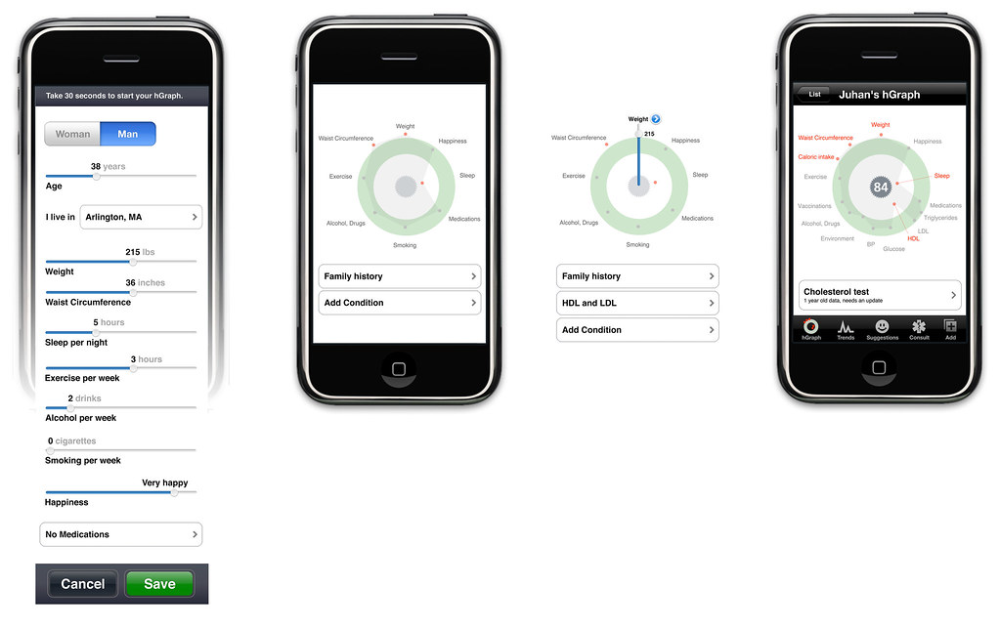 Take 30 seconds to start your hGraph.
Woman Man
38 years
Age
I live in Arlington, MA
215 lbs
Weight
36 inches
Waist Circumference
5 hours
Sleep per night
3 hours
Exercise per week
2 drinks
Alcohol per week
0 cigarettes
Smoking per week
Very happy
Happiness
No Medications
Cancel Save
Weight
Waist Circumference
Happiness
Exercise
Sleep
Alcohol, Drugs
Medications
Smoking
Family history
Add Condition
Weight
215
Waist Circumference
Happiness
Exercise
Sleep
Alcohol, Drugs
Medications
Smoking
Family history
HDL and LDL
Add Condition
List Juhan's hGraph
Weight
Waist Circumference
Happiness
Caloric intake
Exercise
Sleep
84
Vaccinations
Medications
Alcohol, Drugs
Triglycerides
Environment
LDL
HDL
BP
Glucose
Cholesterol test
1 year old data, needs an update
hGraph Trends Suggestions Consult Add